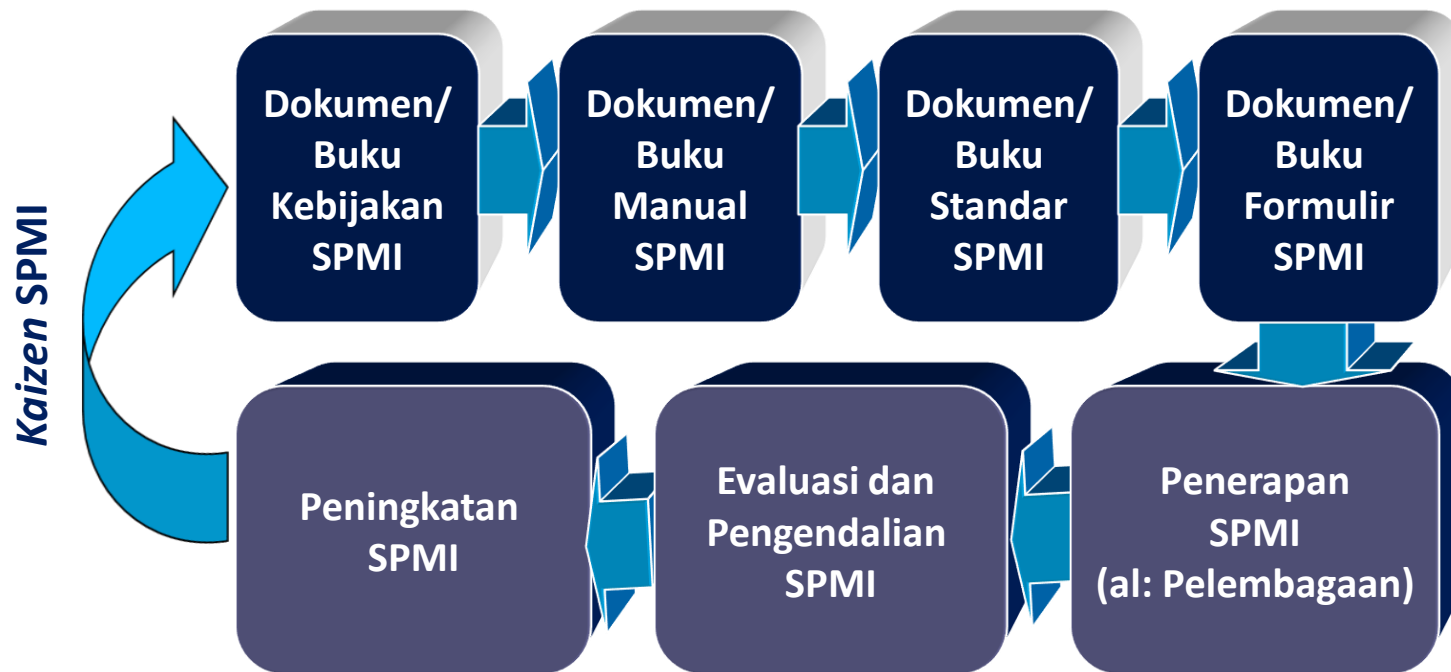 Kaizen SPMI
Dokumen/
Buku
Kebijakan
SPMI
Dokumen/
Buku
Manual
SPMI
Dokumen/
Buku
Standar
SPMI
Dokumen/
Buku
Formulir
SPMI
Penerapan
SPMI
(al: Pelembagaan)
Evaluasi dan
Pengendalian
SPMI
Peningkatan
SPMI